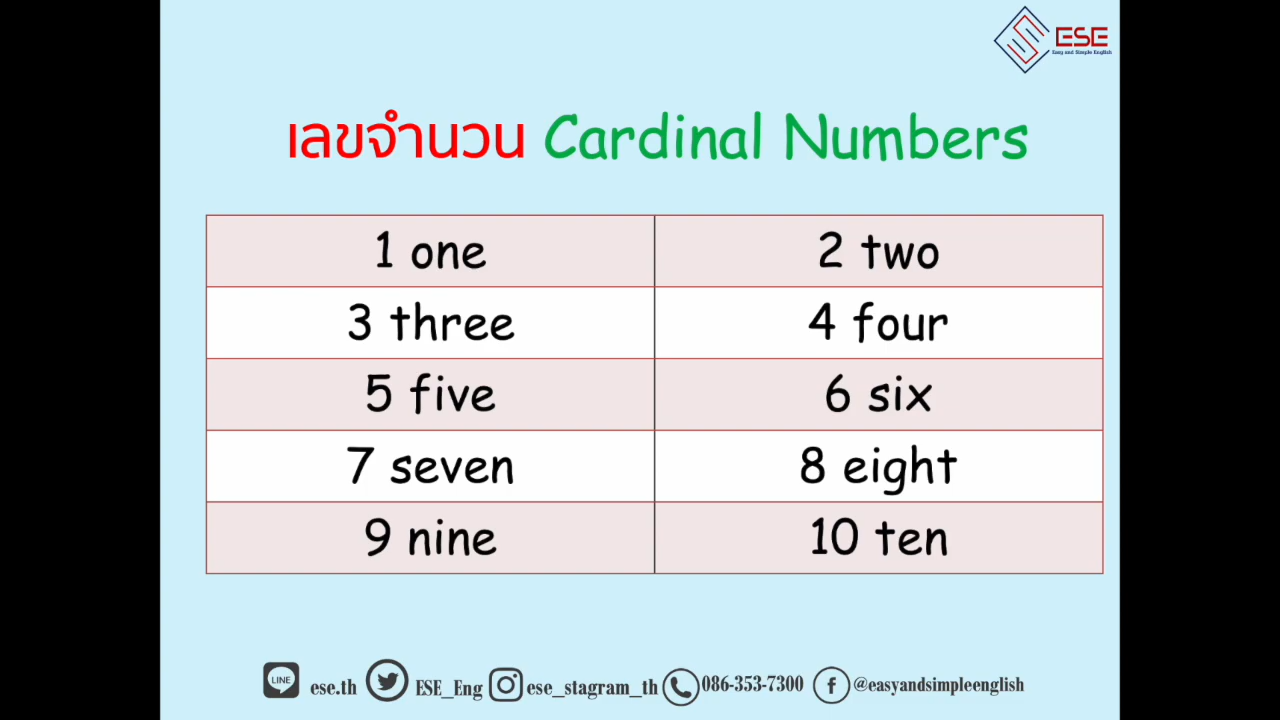 ESE
Easy and Simple English
เลขจำนวน Cardinal Numbers
1 one
2 two
3 three
4 four
5 five
6 six
7 seven
8 eight
9 nine
10 ten
LINE ese.th ESE_Eng ese_stagram_th 086-353-7300 @easyandsimpleenglish